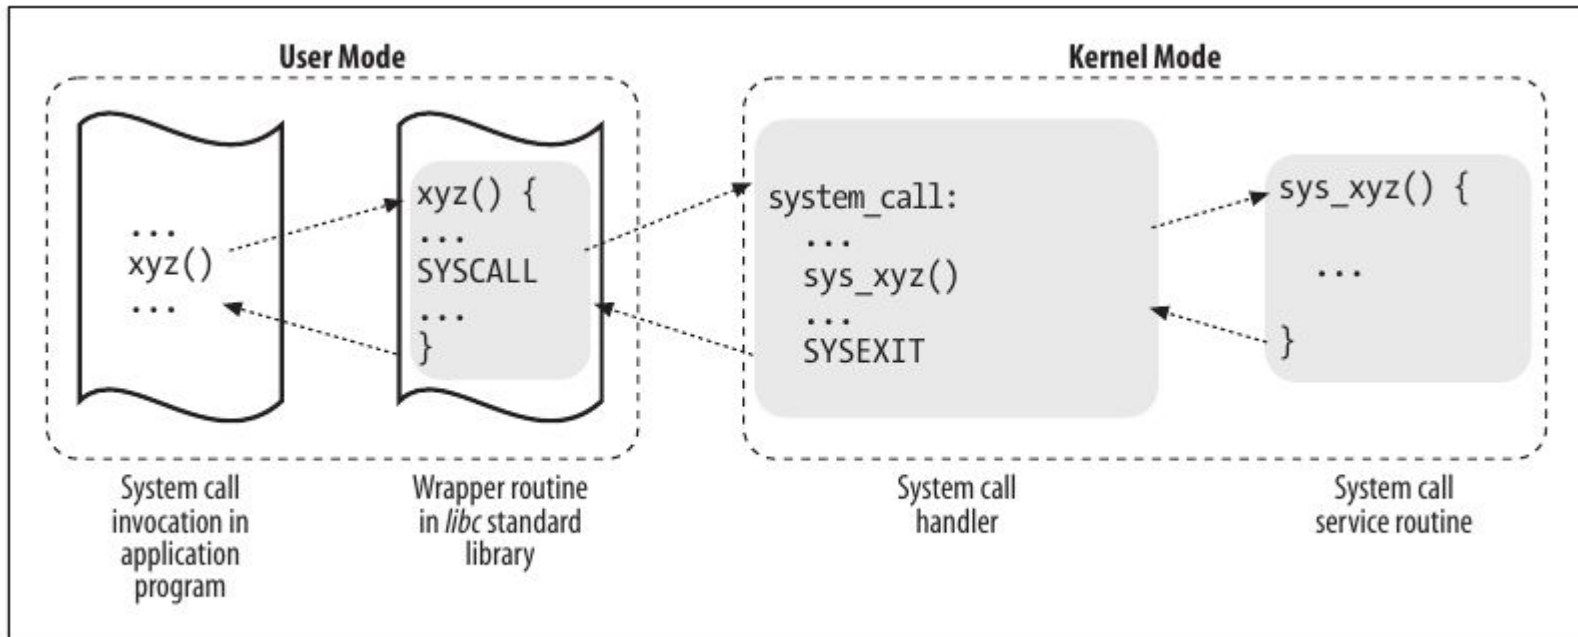 User Mode
Kernel Mode
...
xyz()
...
xyz() {
...
SYSCALL
...
}
system_call:
...
sys_xyz()
...
SYSEXIT
sys_xyz() {
...
}
System call
invocation in
application
program
Wrapper routine
in libc standard
library
System call
handler
System call
service routine